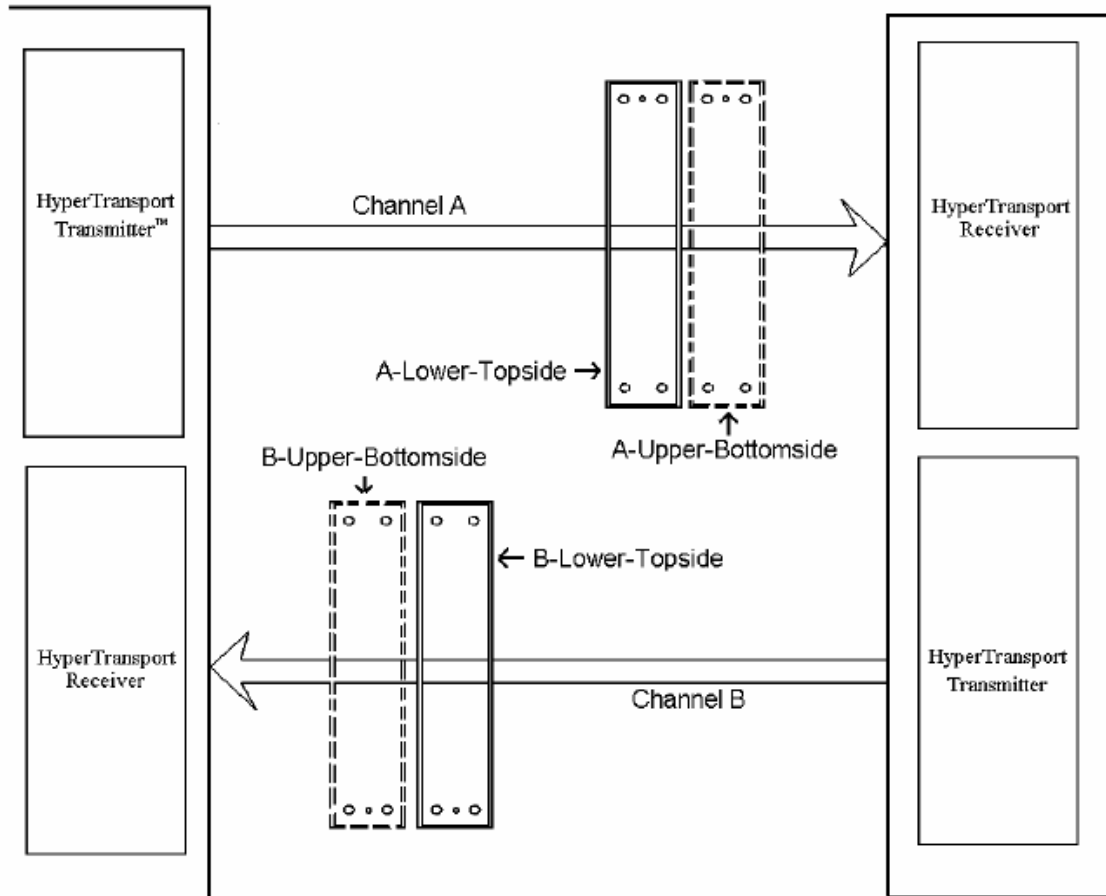 HyperTransport
Transmitter™
Channel A
HyperTransport
Receiver
A-Lower-Topside
A-Upper-Bottomside
B-Upper-Bottomside
B-Lower-Topside
HyperTransport
Receiver
HyperTransport
Transmitter
Channel B